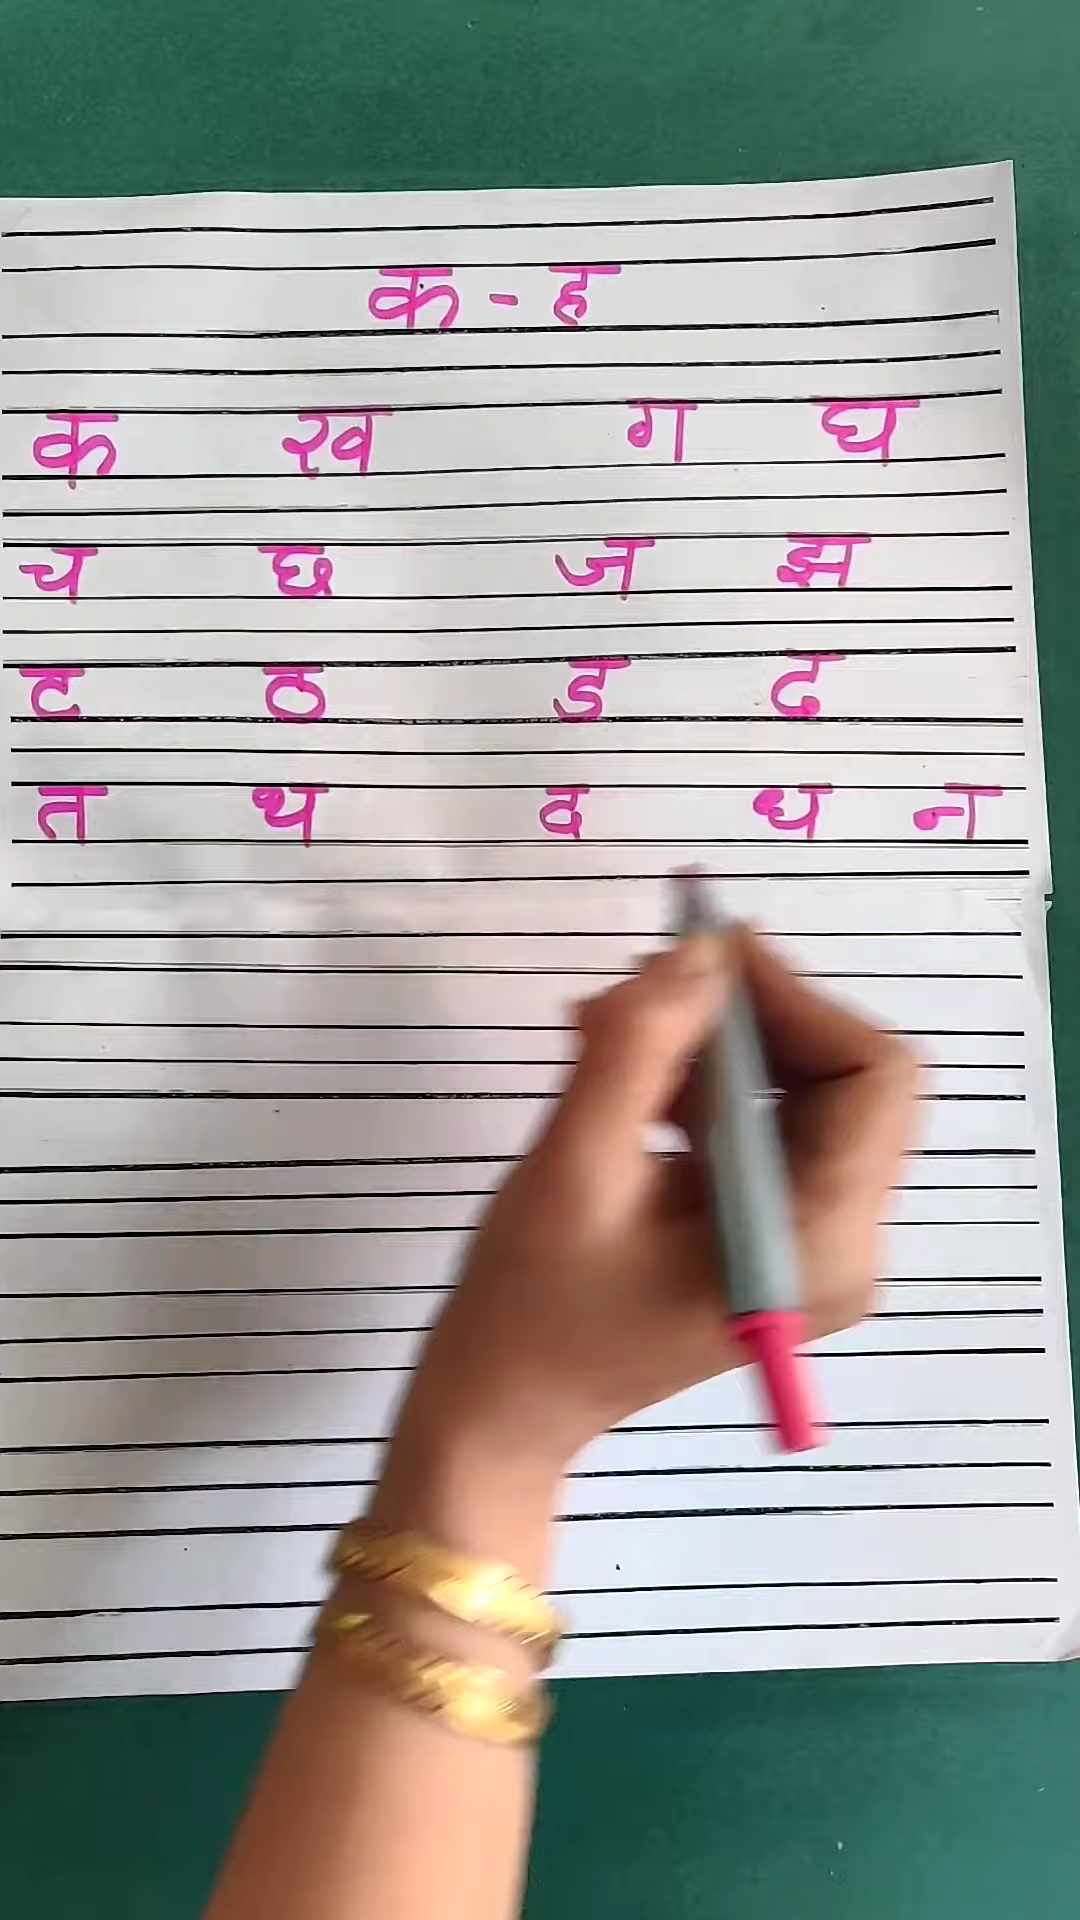 क - ह
क ख ग घ
च छ ज झ
ट ठ ड ढ
त थ द ध न